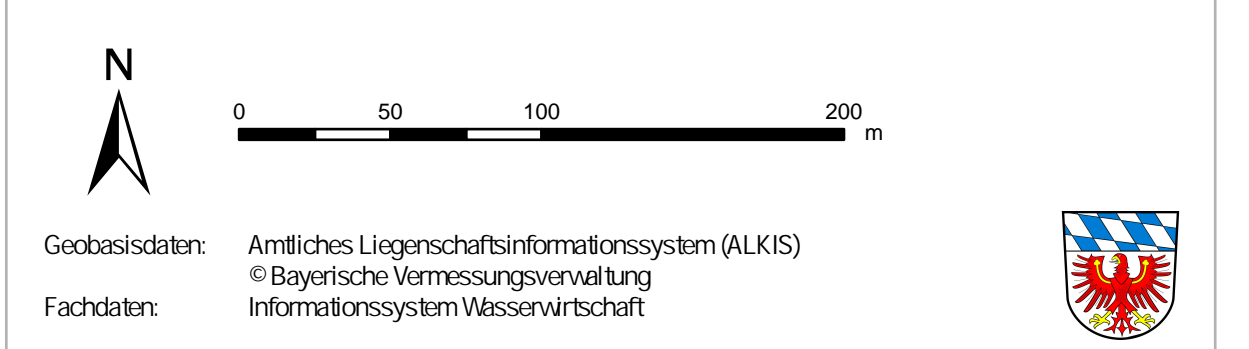 N
0 50 100 200
m
Geobasisdaten: Amtliches Liegenschaftsinformationssystem (ALKIS)
© Bayerische Vermessungsverwaltung
Fachdaten: Informationssystem Wasserwirtschaft